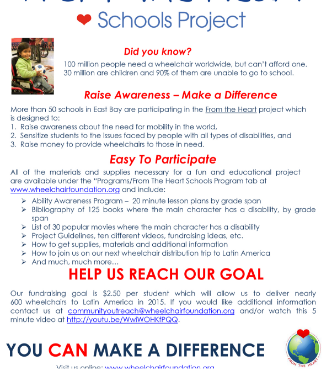 Schools Project
Did you know?
100 million people need a wheelchair worldwide, but can't afford one.
30 million are children and 90% of them are unable to go to school.
Raise Awareness – Make a Difference
More than 50 schools in East Bay are participating in the From the Heart project which
is designed to:
1. Raise awareness about the need for mobility in the world,
2. Sensitize students to the issues faced by people with all types of disabilities, and
3. Raise money to provide wheelchairs to those in need.
Easy To Participate
All of the materials and supplies necessary for a fun and educational project
are available under the "Programs/From The Heart Schools Program tab at
www.wheelchairfoundation.org and include:
➢ Ability Awareness Program – 20 minute lesson plans by grade span
➢ Bibliography of 125 books where the main character has a disability, by grade
span
➢ List of 30 popular movies where the main character has a disability
➢ Project Guidelines, ten different videos, fundraising ideas, etc.
➢ How to get supplies, materials and additional information
➢ How to join us on our next wheelchair distribution trip to Latin America
➢ And much, much more…
HELP US REACH OUR GOAL
Our fundraising goal is $2.50 per student which will allow us to deliver nearly
600 wheelchairs to Latin America in 2015. If you would like additional information
contact us at communityoutreach@wheelchairfoundation.org and/or watch this 5
minute video at
YOU CAN MAKE A DIFFERENCE
Visit us online: www.wheelchairfoundation.org